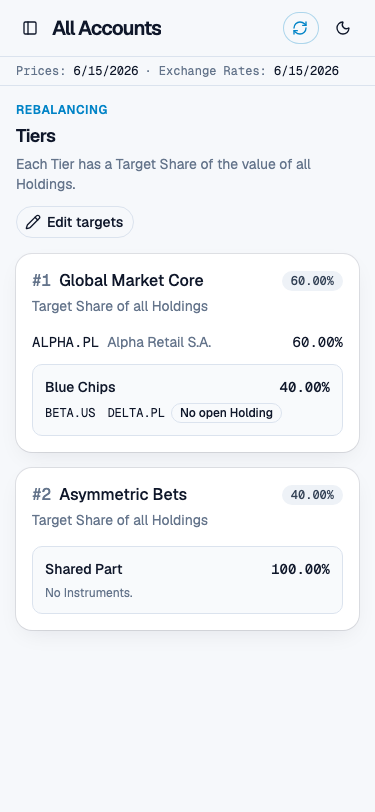 All Accounts
Prices: 6/15/2026 · Exchange Rates: 6/15/2026
REBALANCING
Tiers
Each Tier has a Target Share of the value of all
Holdings.
Edit targets
#1 Global Market Core 60.00%
Target Share of all Holdings
ALPHA.PL Alpha Retail S.A. 60.00%
Blue Chips 40.00%
BETA.US DELTA.PL No open Holding
#2 Asymmetric Bets 40.00%
Target Share of all Holdings
Shared Part 100.00%
No Instruments.